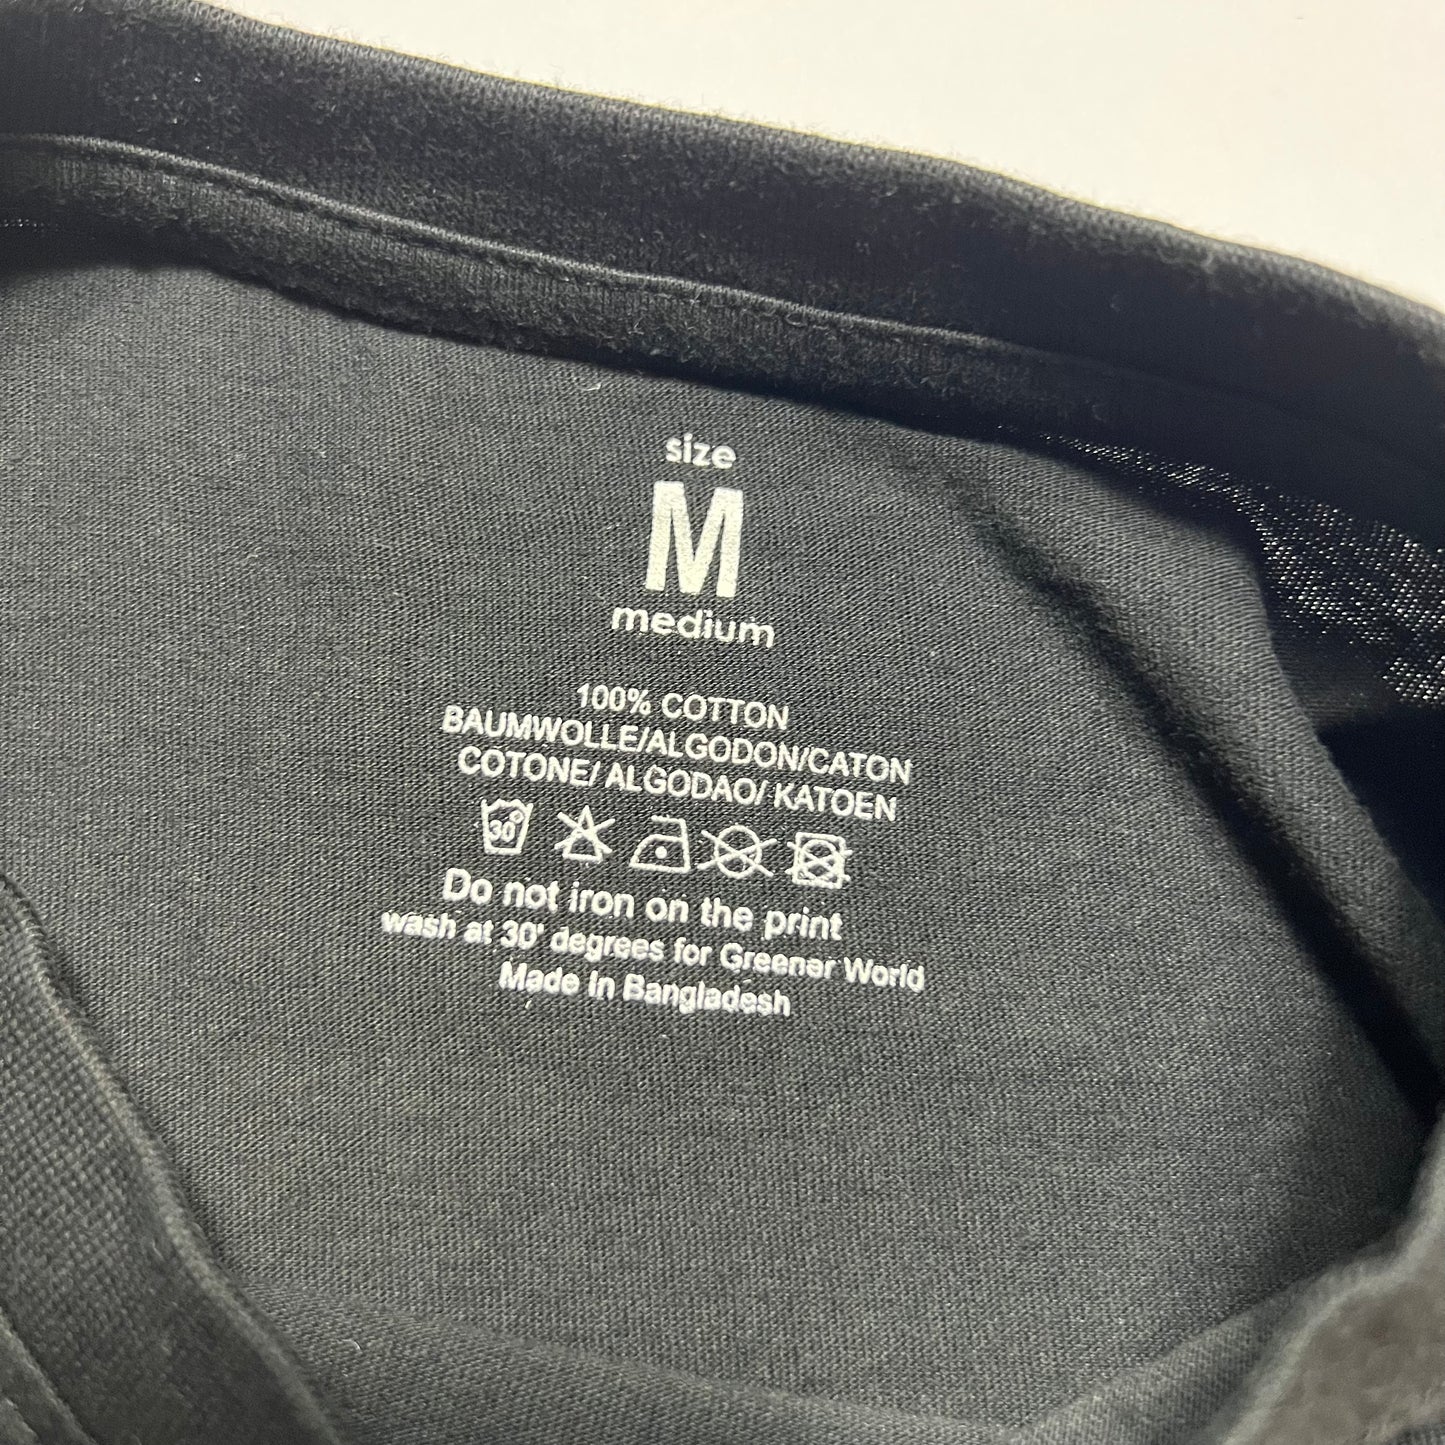 size
M
medium
100% COTTON
BAUMWOLLE/ALGODON/CATON
COTONE/ ALGODAO/ KATOEN
30°
Do not iron on the print
wash at 30' degrees for Greener World
Made In Bangladesh